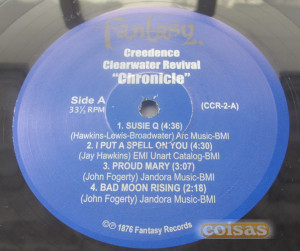 Fantasy
Creedence
Clearwater Revival
"Chronicle"
Side A
33⅓ RPM
(CCR-2-A)
1. SUSIE Q (4:36)
(Hawkins-Lewis-Broadwater) Arc Music-BMI
2. I PUT A SPELL ON YOU (4:30)
(Jay Hawkins) EMI Unart Catalog-BMI
3. PROUD MARY (3:07)
(John Fogerty) Jandora Music-BMI
4. BAD MOON RISING (2:18)
(John Fogerty) Jandora Music-BMI
©℗ 1876 Fantasy Records
coisas